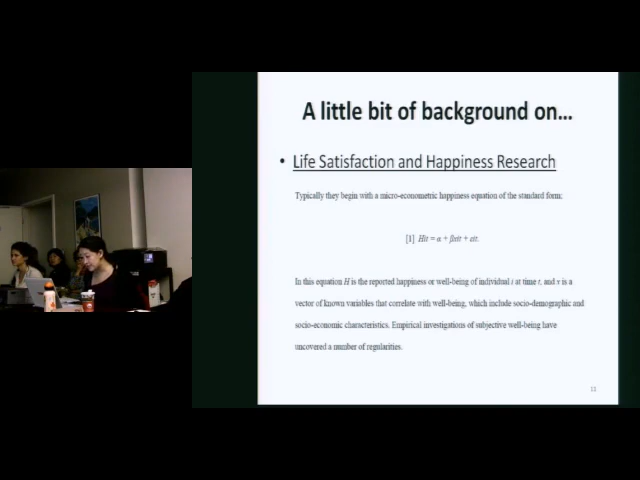 A little bit of background on...
• Life Satisfaction and Happiness Research
Typically they begin with a micro-econometric happiness equation of the standard form:
[1] Hit = α + βxit + εit.
In this equation H is the reported happiness or well-being of individual i at time t, and x is a
vector of known variables that correlate with well-being, which include socio-demographic and
socio-economic characteristics. Empirical investigations of subjective well-being have
uncovered a number of regularities.
11